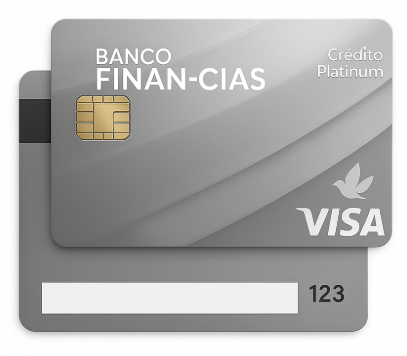 BANCO
FINAN-CIAS
Crédito
Platinum
VISA
123